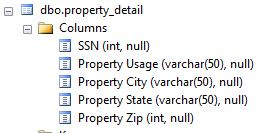 dbo.property_detail
Columns
SSN (int, null)
Property Usage (varchar(50), null)
Property City (varchar(50), null)
Property State (varchar(50), null)
Property Zip (int, null)